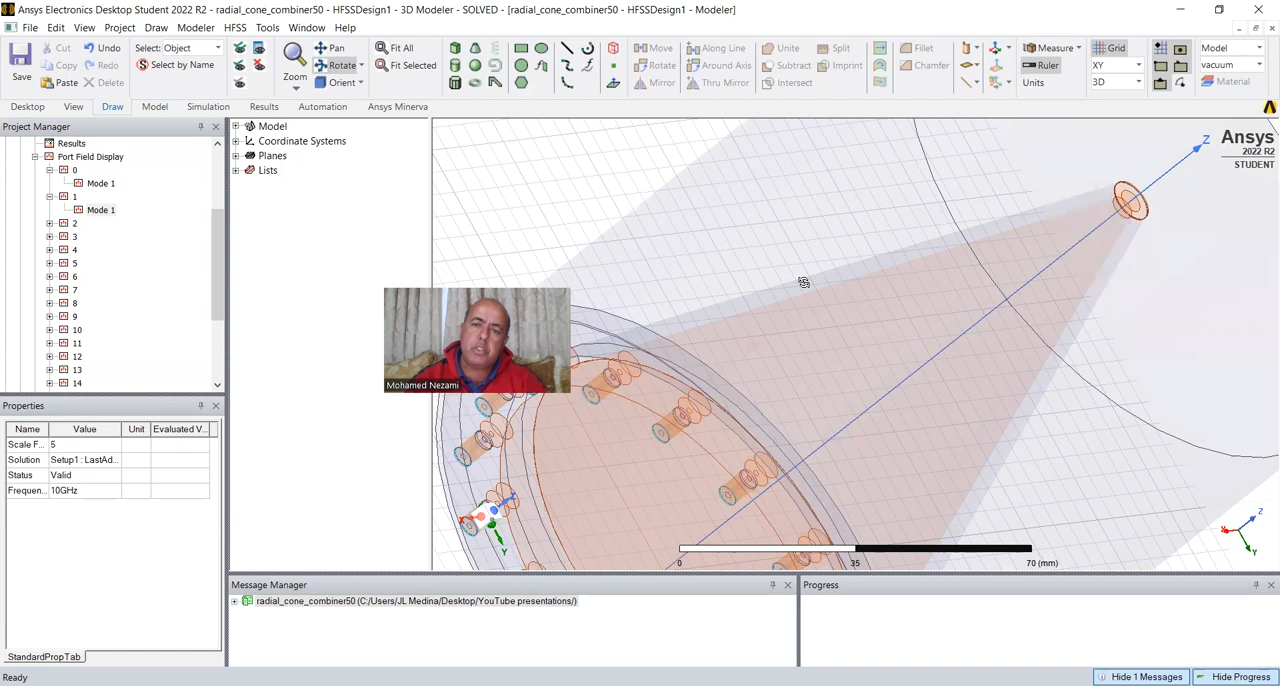 Ansys Electronics Desktop Student 2022 R2 - radial_cone_combiner50 - HFSSDesign1 - 3D Modeler - SOLVED - [radial_cone_combiner50 - HFSSDesign1 - Modeler]
File Edit View Project Draw Modeler HFSS Tools Window Help
Save
Cut Undo
Copy Redo
Paste Delete
Select: Object
Select by Name
Zoom
Pan
Rotate
Orient
Fit All
Fit Selected
Move Along Line Unite Split Fillet
Rotate Around Axis Subtract Imprint Chamfer
Mirror Thru Mirror Intersect
Measure Grid
Ruler XY
Units 3D
Model
vacuum
Material
Desktop View Draw Model Simulation Results Automation Ansys Minerva
Project Manager
Results
Port Field Display
0
Mode 1
1
Mode 1
2
3
4
5
6
7
8
9
10
11
12
13
14
Properties
Name Value Unit Evaluated V...
Scale F... 5
Solution Setup1 : LastAd...
Status Valid
Frequen... 10GHz
StandardPropTab
Model
Coordinate Systems
Planes
Lists
Z
Ansys
2022 R2
STUDENT
Mohamed Nezami
X
Z
Y
0 35 70 (mm)
X
Z
Y
Message Manager
radial_cone_combiner50 (C:/Users/JL Medina/Desktop/YouTube presentations/)
Progress
Ready
Hide 1 Messages Hide Progress